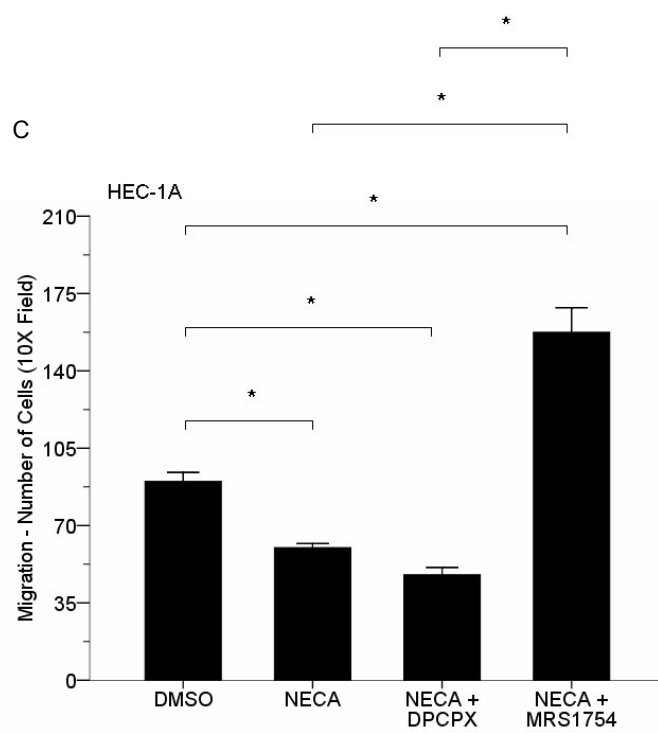 *
*
C
HEC-1A
*
*
*
210
175
140
105
70
35
0
Migration - Number of Cells (10X Field)
DMSO
NECA
NECA +
DPCPX
NECA +
MRS1754